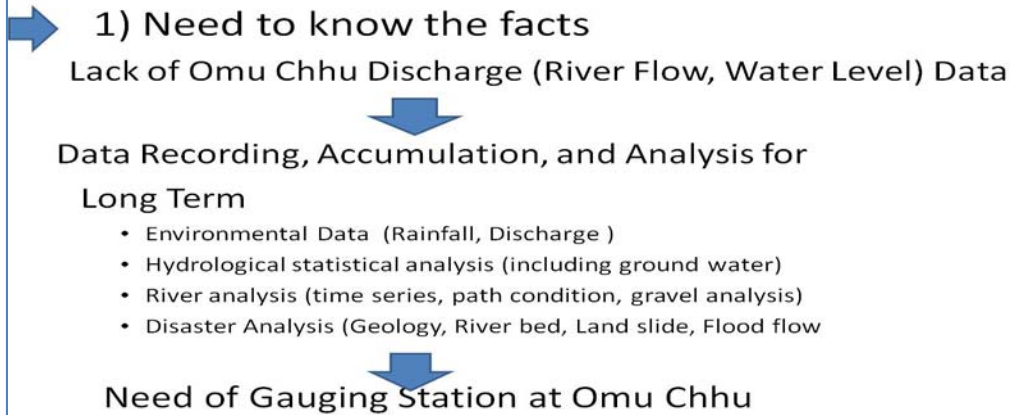 1) Need to know the facts
Lack of Omu Chhu Discharge (River Flow, Water Level) Data
Data Recording, Accumulation, and Analysis for
Long Term
• Environmental Data (Rainfall, Discharge )
• Hydrological statistical analysis (including ground water)
• River analysis (time series, path condition, gravel analysis)
• Disaster Analysis (Geology, River bed, Land slide, Flood flow
Need of Gauging Station at Omu Chhu